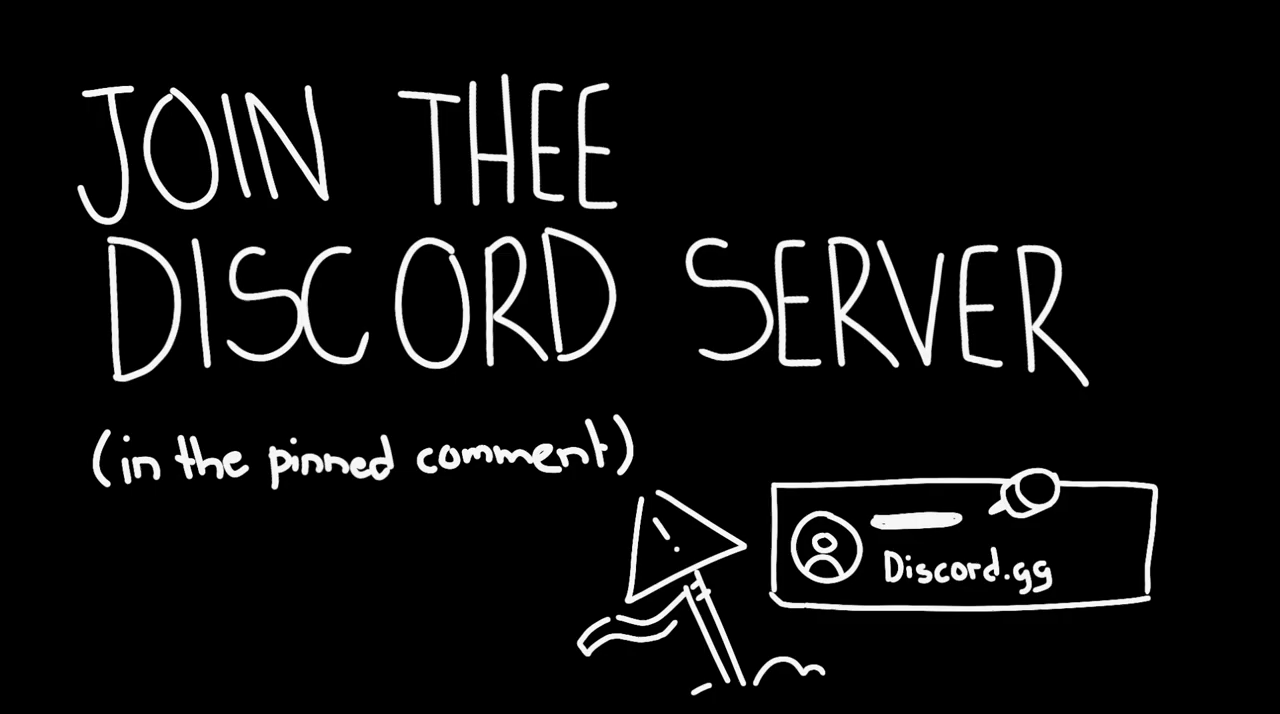 JOIN THEE
DISCORD SERVER
(in the pinned comment)
!
Discord.gg